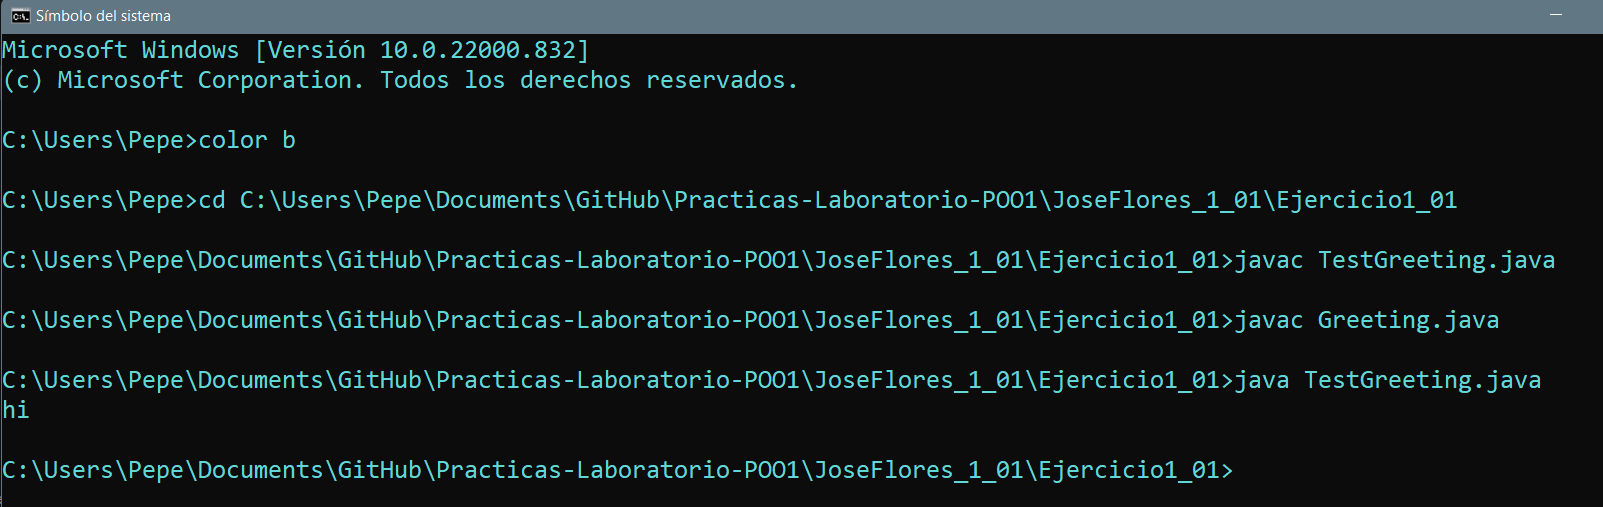 Símbolo del sistema
Microsoft Windows [Versión 10.0.22000.832]
(c) Microsoft Corporation. Todos los derechos reservados.
C:\Users\Pepe>color b
C:\Users\Pepe>cd C:\Users\Pepe\Documents\GitHub\Practicas-Laboratorio-POO1\JoseFlores_1_01\Ejercicio1_01
C:\Users\Pepe\Documents\GitHub\Practicas-Laboratorio-POO1\JoseFlores_1_01\Ejercicio1_01>javac TestGreeting.java
C:\Users\Pepe\Documents\GitHub\Practicas-Laboratorio-POO1\JoseFlores_1_01\Ejercicio1_01>javac Greeting.java
C:\Users\Pepe\Documents\GitHub\Practicas-Laboratorio-POO1\JoseFlores_1_01\Ejercicio1_01>java TestGreeting.java
hi
C:\Users\Pepe\Documents\GitHub\Practicas-Laboratorio-POO1\JoseFlores_1_01\Ejercicio1_01>